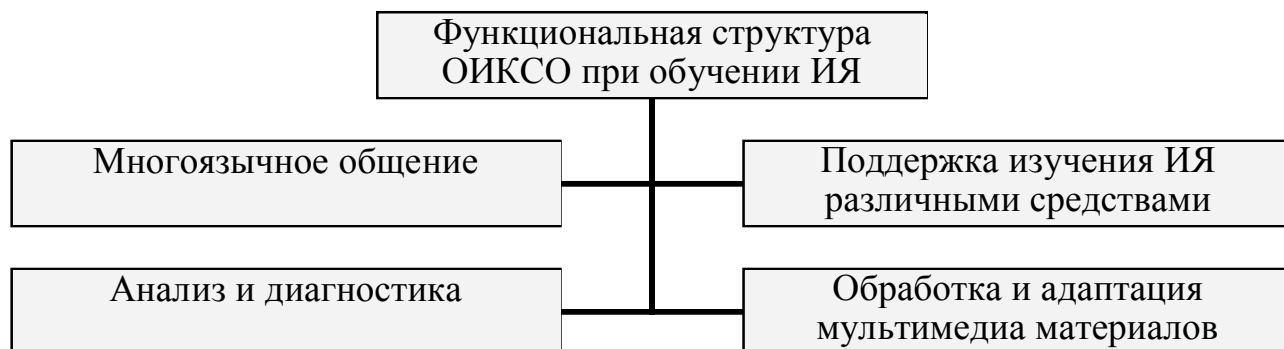 Функциональная структура
ОИКСО при обучении ИЯ
Многоязычное общение
Поддержка изучения ИЯ
различными средствами
Анализ и диагностика
Обработка и адаптация
мультимедиа материалов